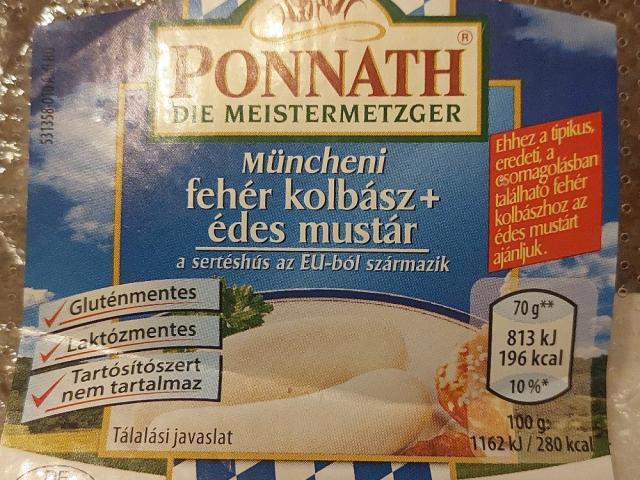 PONNATH®
DIE MEISTERMETZGER
Müncheni
fehér kolbász+
édes mustár
a sertéshús az EU-ból származik
Ehhez a tipikus,
eredeti, a
csomagolásban
található fehér
kolbászhoz az
édes mustárt
ajánljuk.
Gluténmentes
Laktózmentes
Tartósítószert
nem tartalmaz
70 g**
813 kJ
196 kcal
10 %*
100 g:
1162 kJ / 280 kcal
Tálalási javaslat
DE